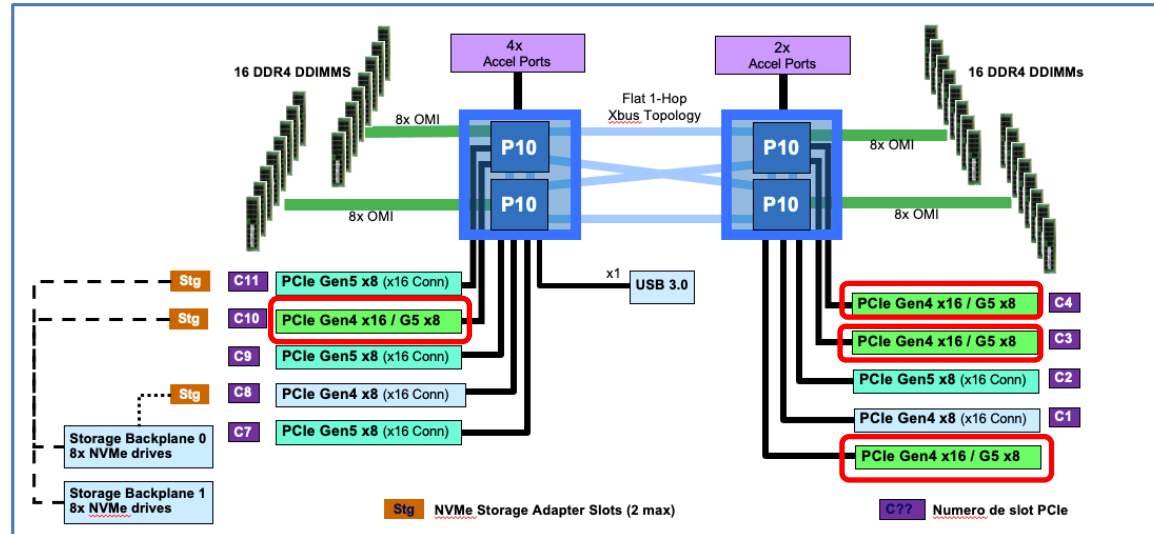 4x
Accel Ports
2x
Accel Ports
16 DDR4 DDIMMS
16 DDR4 DDIMMs
Flat 1-Hop
Xbus Topology
8x OMI
8x OMI
P10
P10
P10
P10
8x OMI
8x OMI
x1
USB 3.0
Stg
C11
PCIe Gen5 x8 (x16 Conn)
Stg
C10
PCIe Gen4 x16 / G5 x8
C9
PCIe Gen5 x8 (x16 Conn)
Stg
C8
PCIe Gen4 x8 (x16 Conn)
C7
PCIe Gen5 x8 (x16 Conn)
PCIe Gen4 x16 / G5 x8
C4
PCIe Gen4 x16 / G5 x8
C3
PCIe Gen5 x8 (x16 Conn)
C2
PCIe Gen4 x8 (x16 Conn)
C1
PCIe Gen4 x16 / G5 x8
Storage Backplane 0
8x NVMe drives
Storage Backplane 1
8x NVMe drives
Stg
NVMe Storage Adapter Slots (2 max)
C??
Numero de slot PCIe